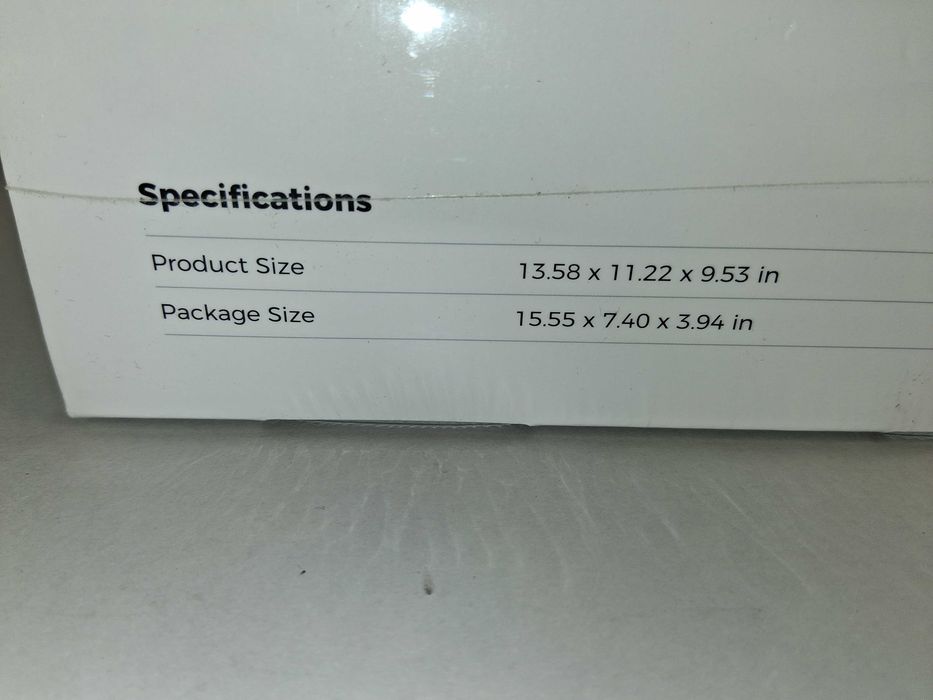 Specifications
Product Size 13.58 x 11.22 x 9.53 in
Package Size 15.55 x 7.40 x 3.94 in